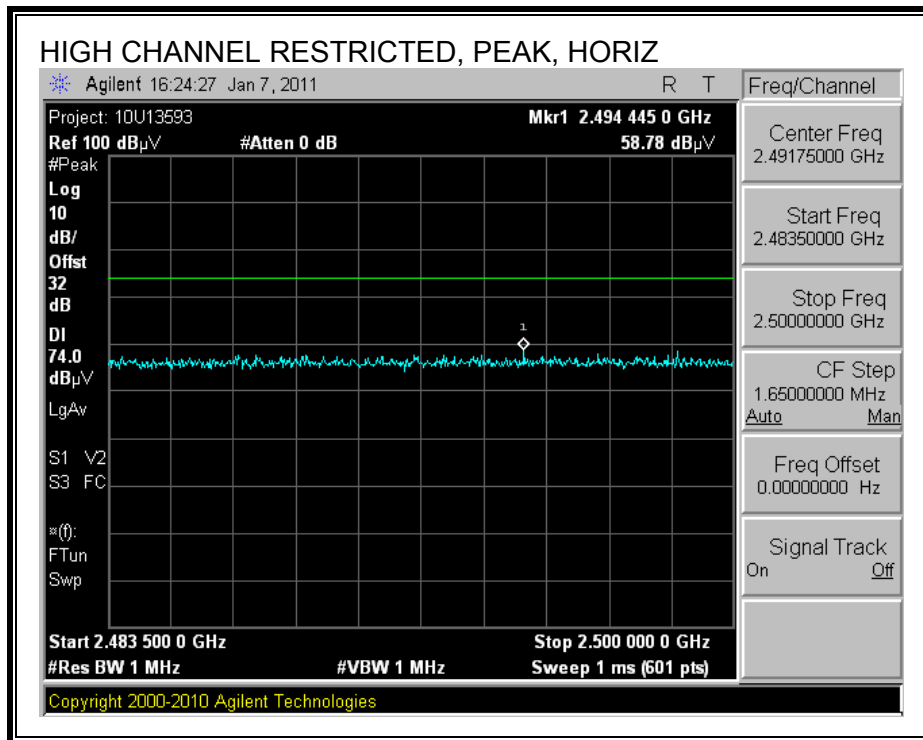 HIGH CHANNEL RESTRICTED, PEAK, HORIZ
Agilent 16:24:27 Jan 7, 2011 R T
Project: 10U13593 Mkr1 2.494 445 0 GHz
Ref 100 dBµV #Atten 0 dB 58.78 dBµV
#Peak
Log
10
dB/
Offst
32
dB
DI
74.0
dBµV
LgAv
S1 V2
S3 FC
¤(f):
FTun
Swp
1
Start 2.483 500 0 GHz Stop 2.500 000 0 GHz
#Res BW 1 MHz #VBW 1 MHz Sweep 1 ms (601 pts)
Copyright 2000-2010 Agilent Technologies
Freq/Channel
Center Freq
2.49175000 GHz
Start Freq
2.48350000 GHz
Stop Freq
2.50000000 GHz
CF Step
1.65000000 MHz
Auto Man
Freq Offset
0.00000000 Hz
Signal Track
On Off